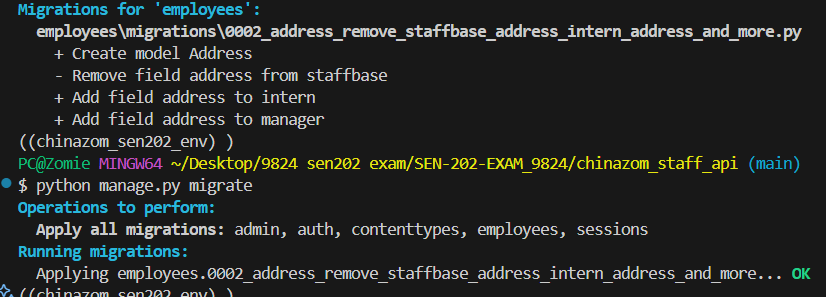 Migrations for 'employees':
employees\migrations\0002_address_remove_staffbase_address_intern_address_and_more.py
+ Create model Address
- Remove field address from staffbase
+ Add field address to intern
+ Add field address to manager
((chinazom_sen202_env) )
PC@Zomie MINGW64 ~/Desktop/9824 sen202 exam/SEN-202-EXAM_9824/chinazom_staff_api (main)
$ python manage.py migrate
Operations to perform:
Apply all migrations: admin, auth, contenttypes, employees, sessions
Running migrations:
Applying employees.0002_address_remove_staffbase_address_intern_address_and_more... OK
((chinazom_sen202_env) )